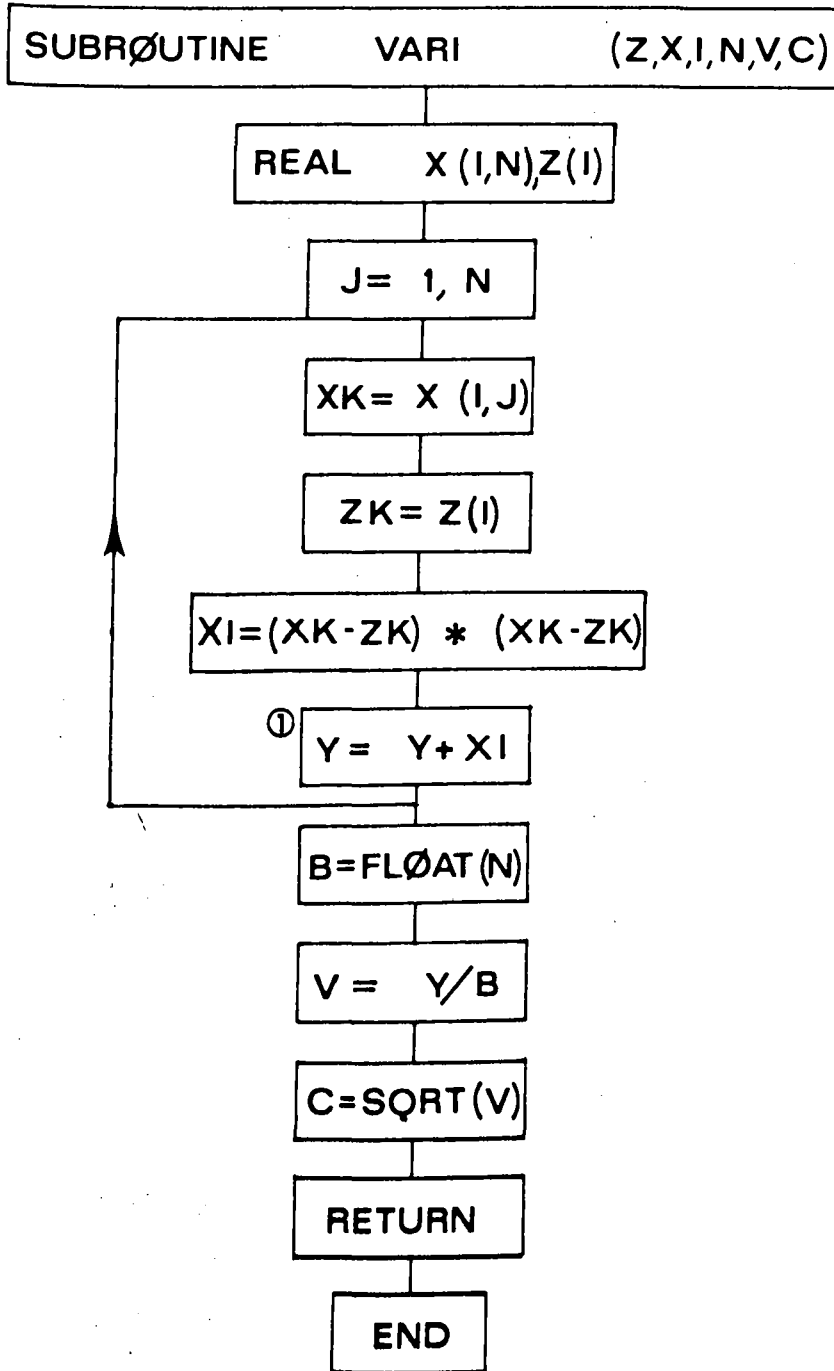 SUBRØUTINE VARI (Z,X,I,N,V,C)
REAL X (I,N),Z(I)
J= 1, N
XK= X (I,J)
ZK= Z(I)
XI=(XK-ZK) * (XK-ZK)
①
Y= Y+XI
B=FLØAT(N)
V= Y/B
C=SQRT(V)
RETURN
END